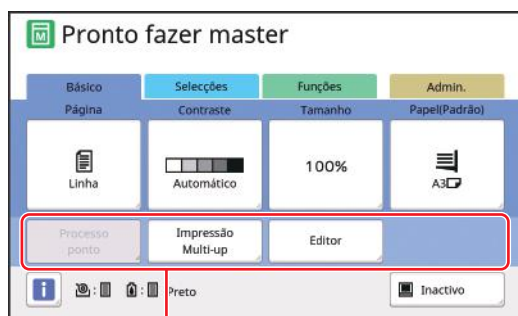 Pronto fazer master
Básico Selecções Funções Admin.
Página Contraste Tamanho Papel(Padrão)
Linha Automático 100% A3
Processo ponto
Impressão Multi-up
Editor
Preto Inactivo